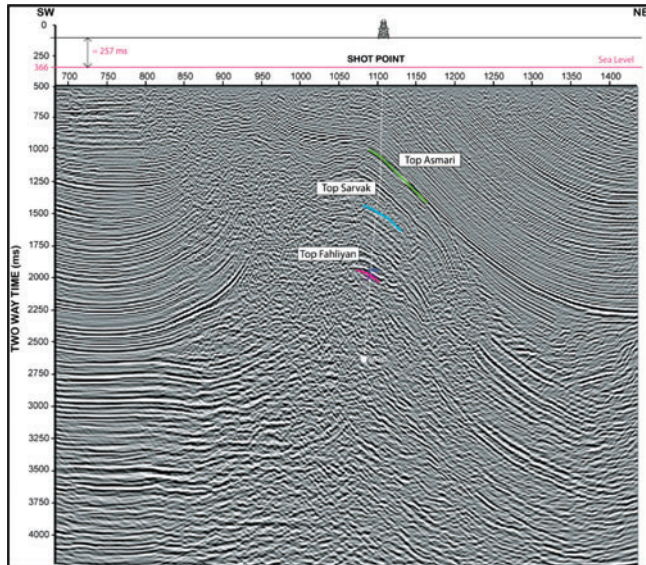 SW
NE
0
≈ 257 ms
250
SHOT POINT
Sea Level
366
700 750 800 850 900 950 1000 1050 1100 1150 1200 1250 1300 1350 1400
500
1000
Top Asmari
1250
Top Sarvak
1500
1750
Top Fahliyan
2000
2250
2500
2750
3000
3250
3500
3750
4000
TWO WAY TIME (ms)